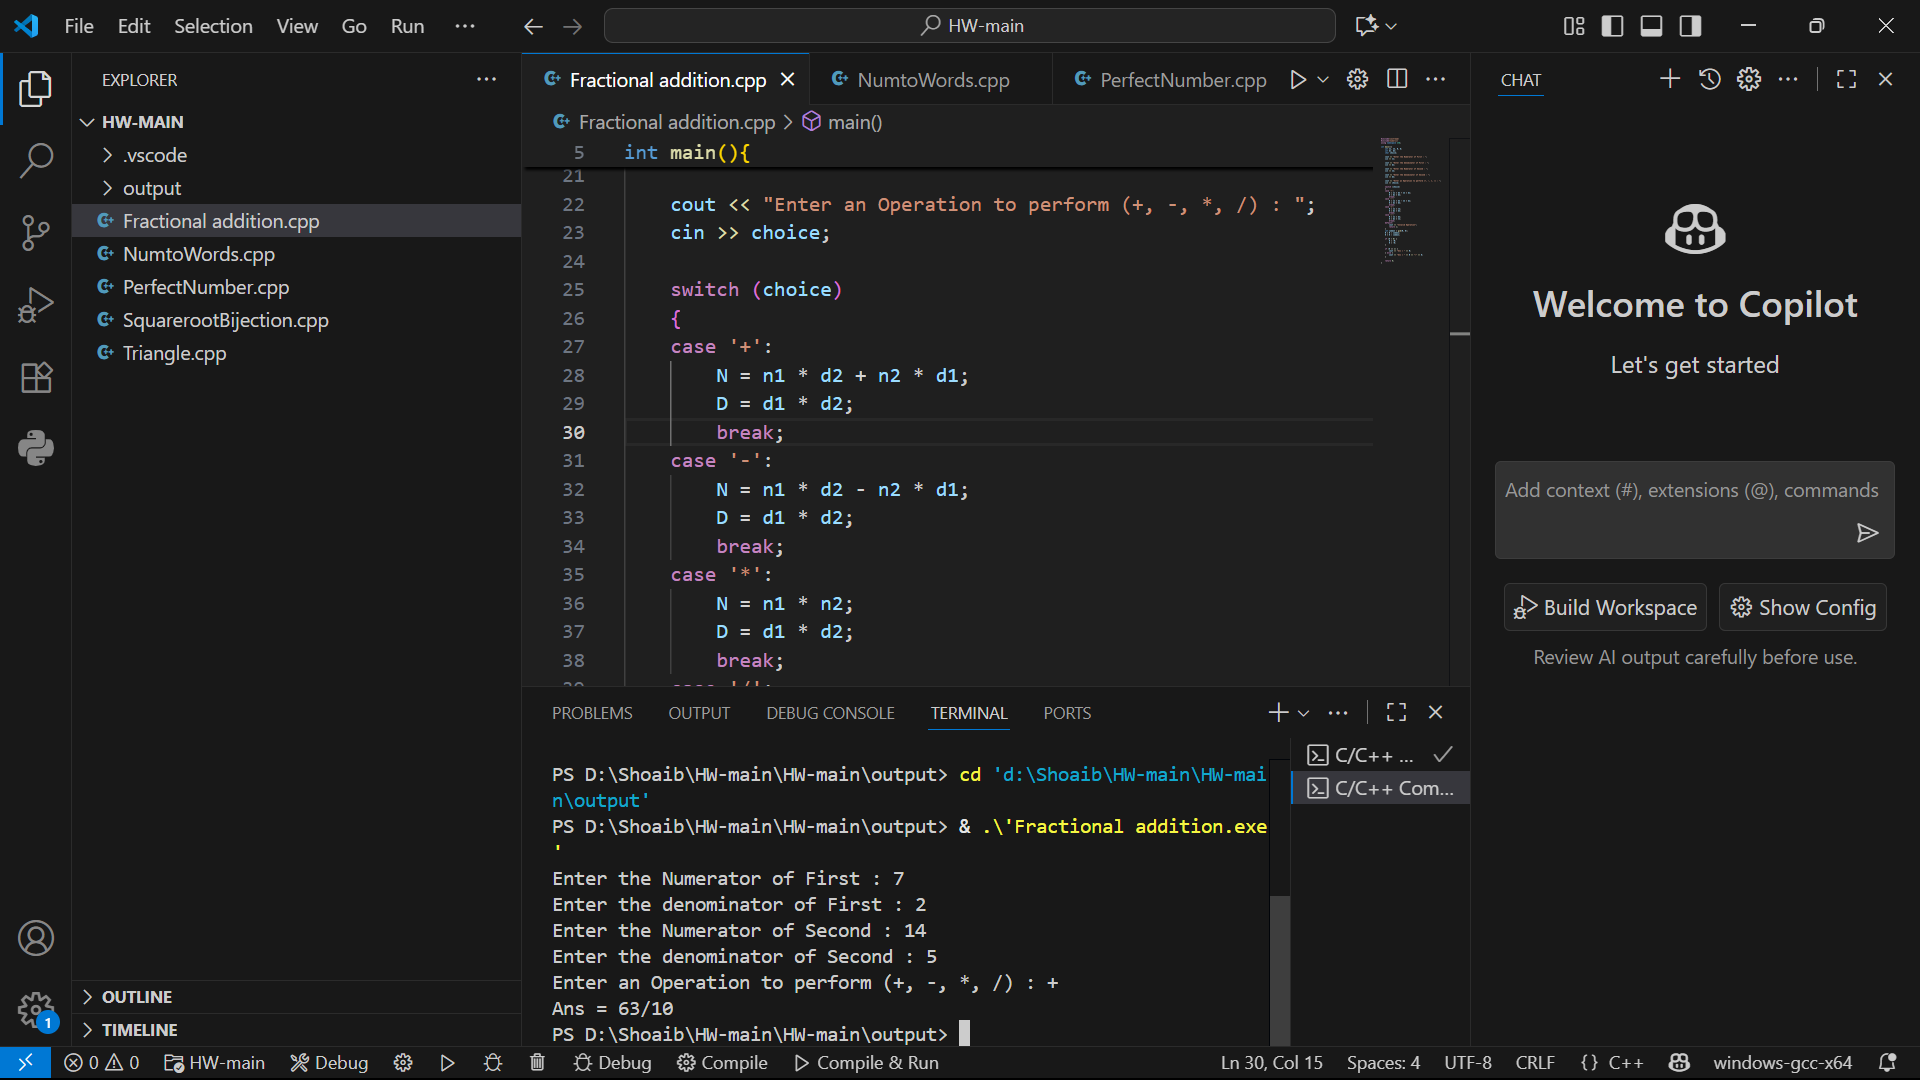 File Edit Selection View Go Run
HW-main
EXPLORER
HW-MAIN
.vscode
output
Fractional addition.cpp
NumtoWords.cpp
PerfectNumber.cpp
SquarerootBijection.cpp
Triangle.cpp
OUTLINE
TIMELINE
Fractional addition.cpp NumtoWords.cpp PerfectNumber.cpp
Fractional addition.cpp > main()
5 int main(){
21
22 cout << "Enter an Operation to perform (+, -, *, /) : ";
23 cin >> choice;
24
25 switch (choice)
26 {
27 case '+':
28 N = n1 * d2 + n2 * d1;
29 D = d1 * d2;
30 break;
31 case '-':
32 N = n1 * d2 - n2 * d1;
33 D = d1 * d2;
34 break;
35 case '*':
36 N = n1 * n2;
37 D = d1 * d2;
38 break;
PROBLEMS OUTPUT DEBUG CONSOLE TERMINAL PORTS
PS D:\Shoaib\HW-main\HW-main\output> cd 'd:\Shoaib\HW-main\HW-mai
n\output'
PS D:\Shoaib\HW-main\HW-main\output> & .\'Fractional addition.exe
'
Enter the Numerator of First : 7
Enter the denominator of First : 2
Enter the Numerator of Second : 14
Enter the denominator of Second : 5
Enter an Operation to perform (+, -, *, /) : +
Ans = 63/10
PS D:\Shoaib\HW-main\HW-main\output>
C/C++ ...
C/C++ Com...
CHAT
Welcome to Copilot
Let's get started
Add context (#), extensions (@), commands
Build Workspace Show Config
Review AI output carefully before use.
1
0 0 HW-main Debug Debug Compile Compile & Run Ln 30, Col 15 Spaces: 4 UTF-8 CRLF {} C++ windows-gcc-x64